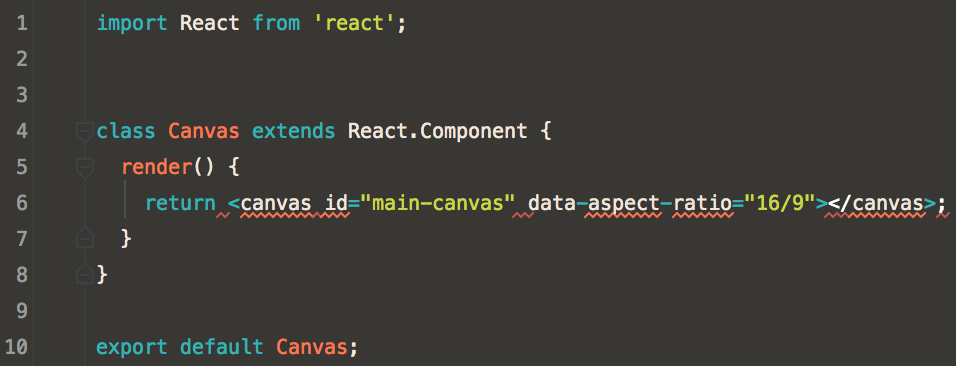 1 import React from 'react';
2
3
4 class Canvas extends React.Component {
5 render() {
6 return <canvas id="main-canvas" data-aspect-ratio="16/9"></canvas>;
7 }
8 }
9
10 export default Canvas;